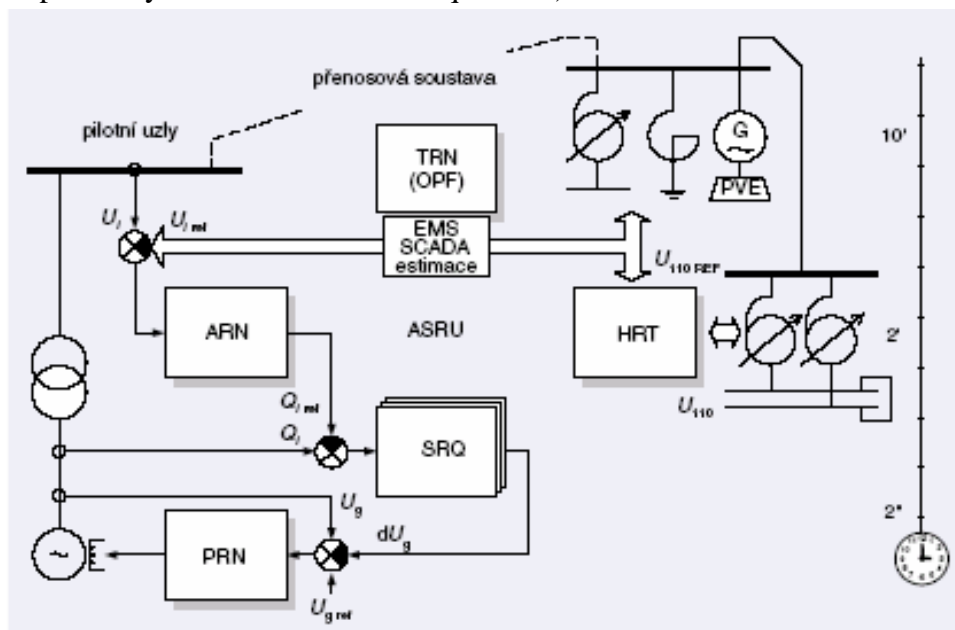 přenosová soustava
pilotní uzly
TRN
(OPF)
G
~
PVE
10'
U_i
U_i ref
EMS
SCADA
estimace
U_110 REF
ARN
ASRU
HRT
2'
Q_i ref
Q_i
U_110
SRQ
U_g
2"
~
PRN
dU_g
U_g ref